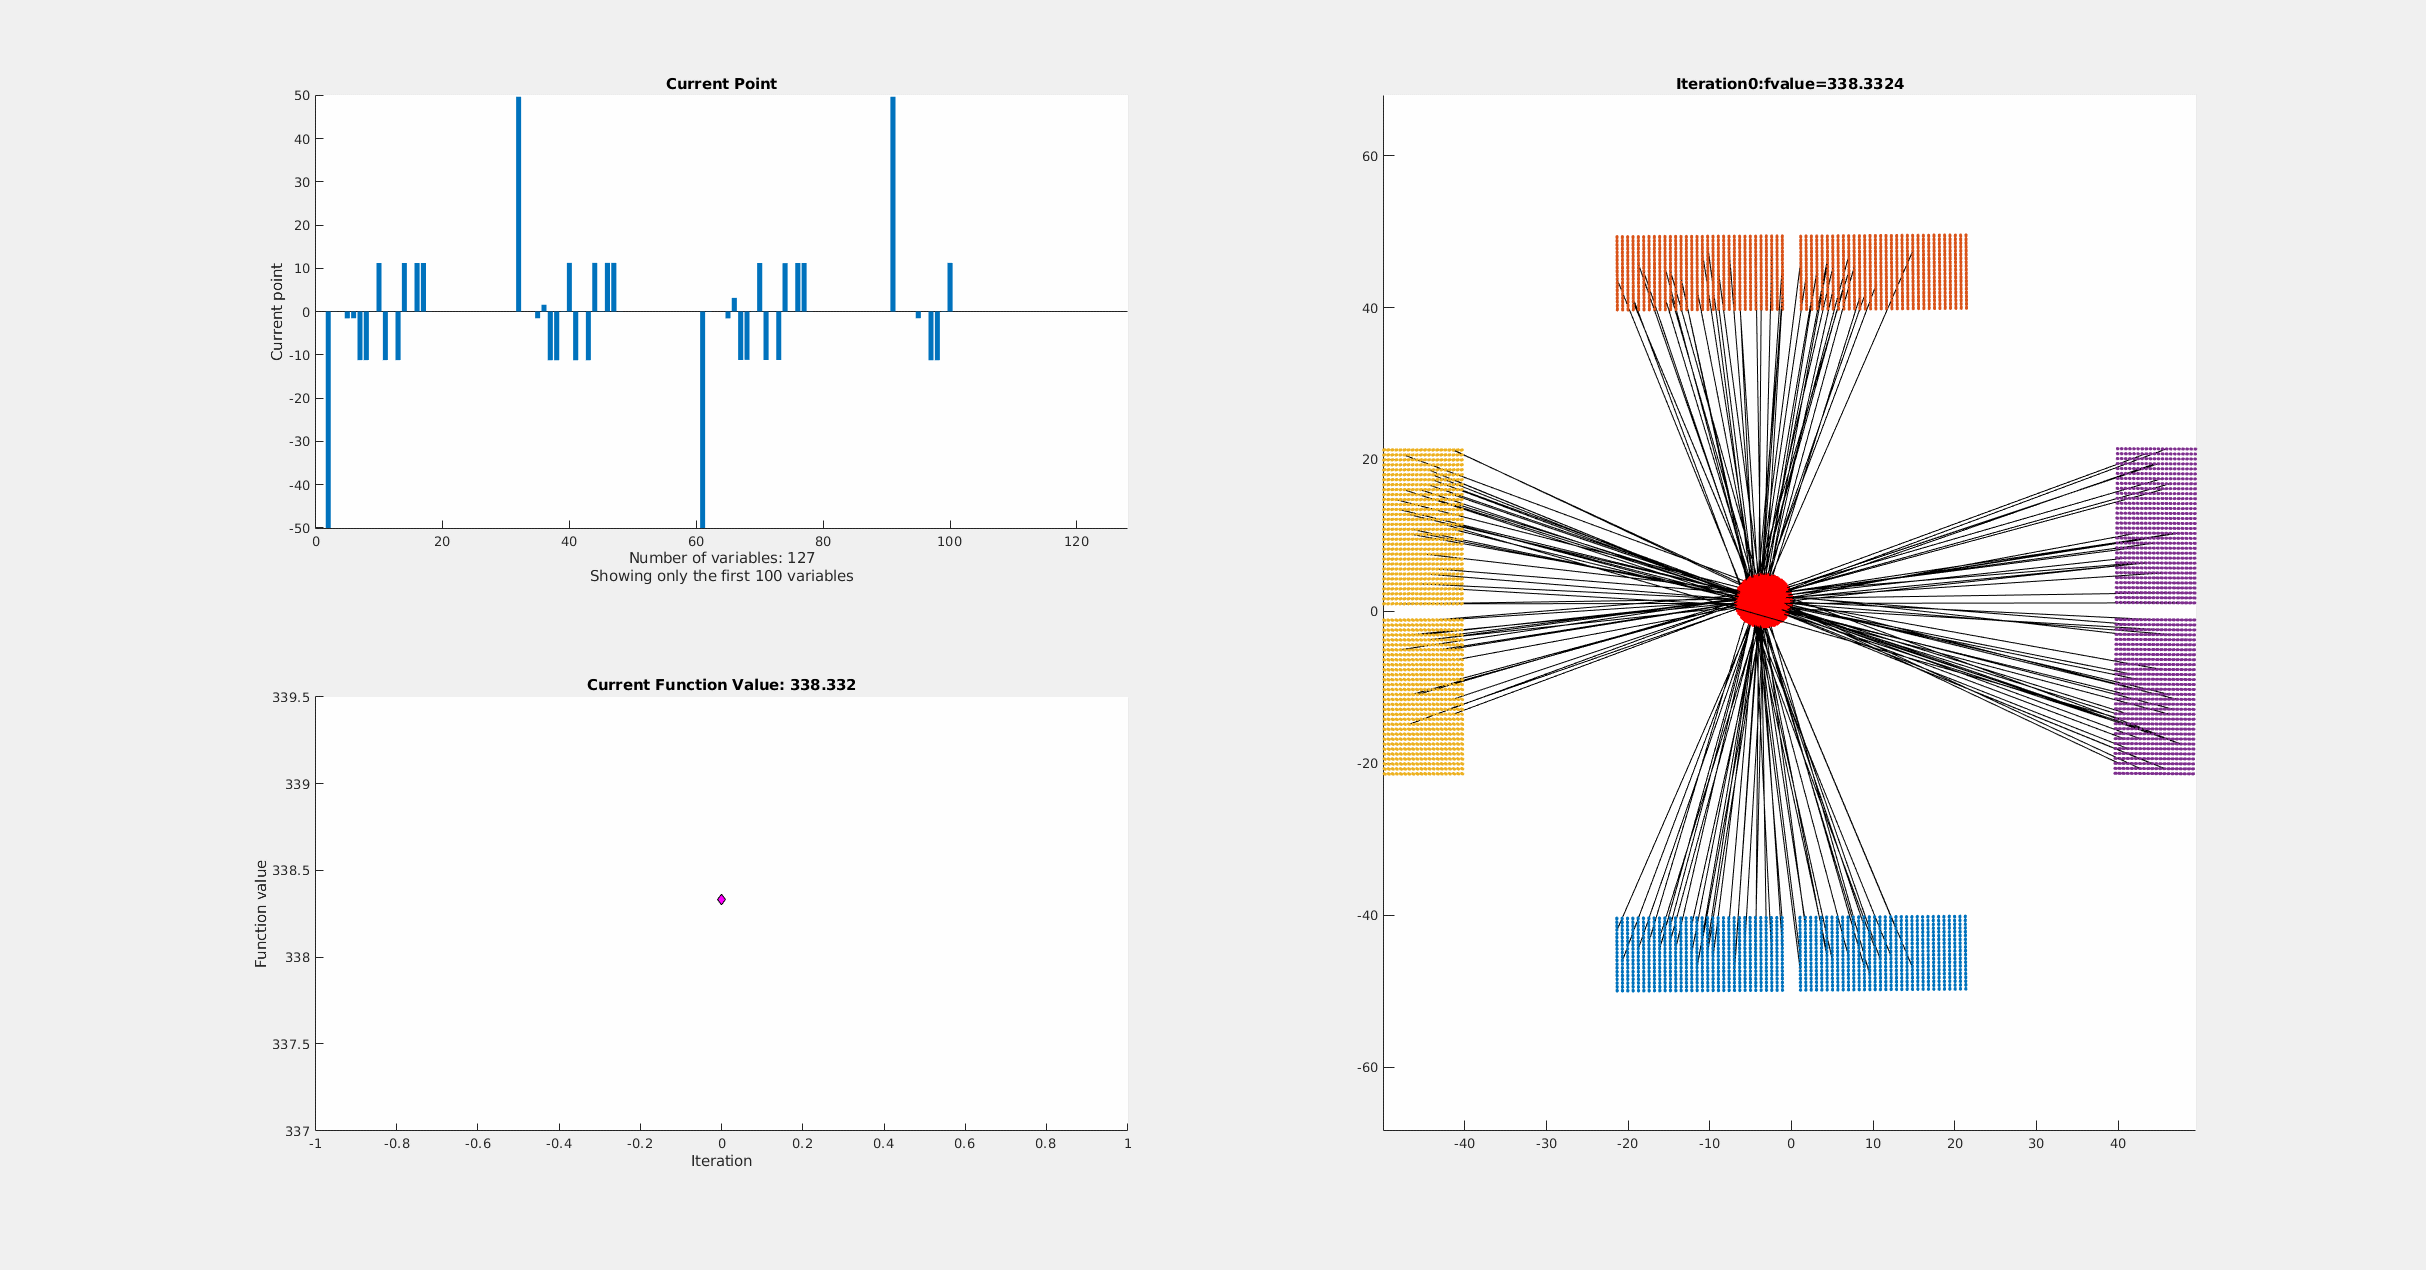 Current Point
50
40
30
20
10
0
-10
-20
-30
-40
-50
Current point
0 20 40 60 80 100 120
Number of variables: 127
Showing only the first 100 variables
Current Function Value: 338.332
339.5
339
338.5
338
337.5
337
Function value
-1 -0.8 -0.6 -0.4 -0.2 0 0.2 0.4 0.6 0.8 1
Iteration
Iteration0:fvalue=338.3324
60
40
20
0
-20
-40
-60
-40 -30 -20 -10 0 10 20 30 40